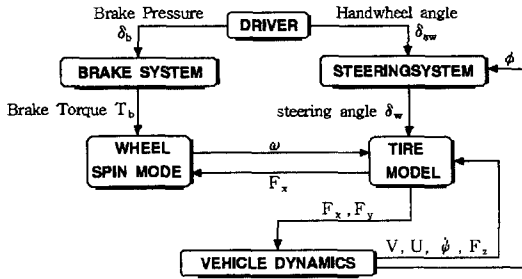 Brake Pressure
δb
DRIVER
Handwheel angle
δsw
BRAKE SYSTEM
STEERINGSYSTEM
ϕ
Brake Torque Tb
steering angle δw
WHEEL
SPIN MODE
ω
Fx
TIRE
MODEL
Fx , Fy
VEHICLE DYNAMICS
V, U, ψ̇ , Fz